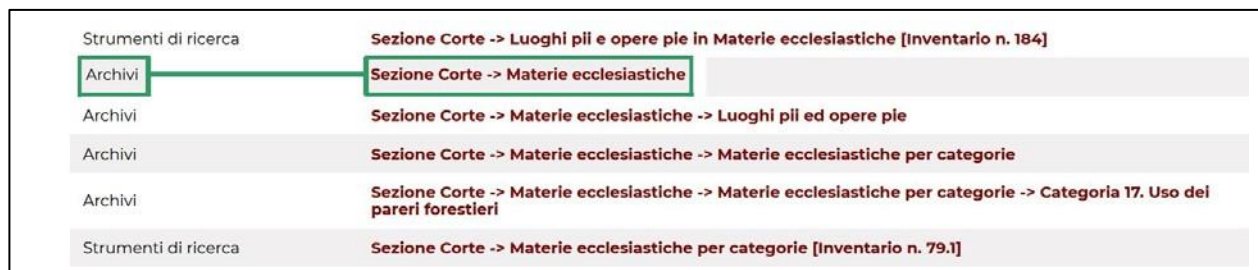 Strumenti di ricerca Sezione Corte -> Luoghi pii e opere pie in Materie ecclesiastiche [Inventario n. 184]
Archivi Sezione Corte -> Materie ecclesiastiche
Archivi Sezione Corte -> Materie ecclesiastiche -> Luoghi pii ed opere pie
Archivi Sezione Corte -> Materie ecclesiastiche -> Materie ecclesiastiche per categorie
Archivi Sezione Corte -> Materie ecclesiastiche -> Materie ecclesiastiche per categorie -> Categoria 17. Uso dei
pareri forestieri
Strumenti di ricerca Sezione Corte -> Materie ecclesiastiche per categorie [Inventario n. 79.1]